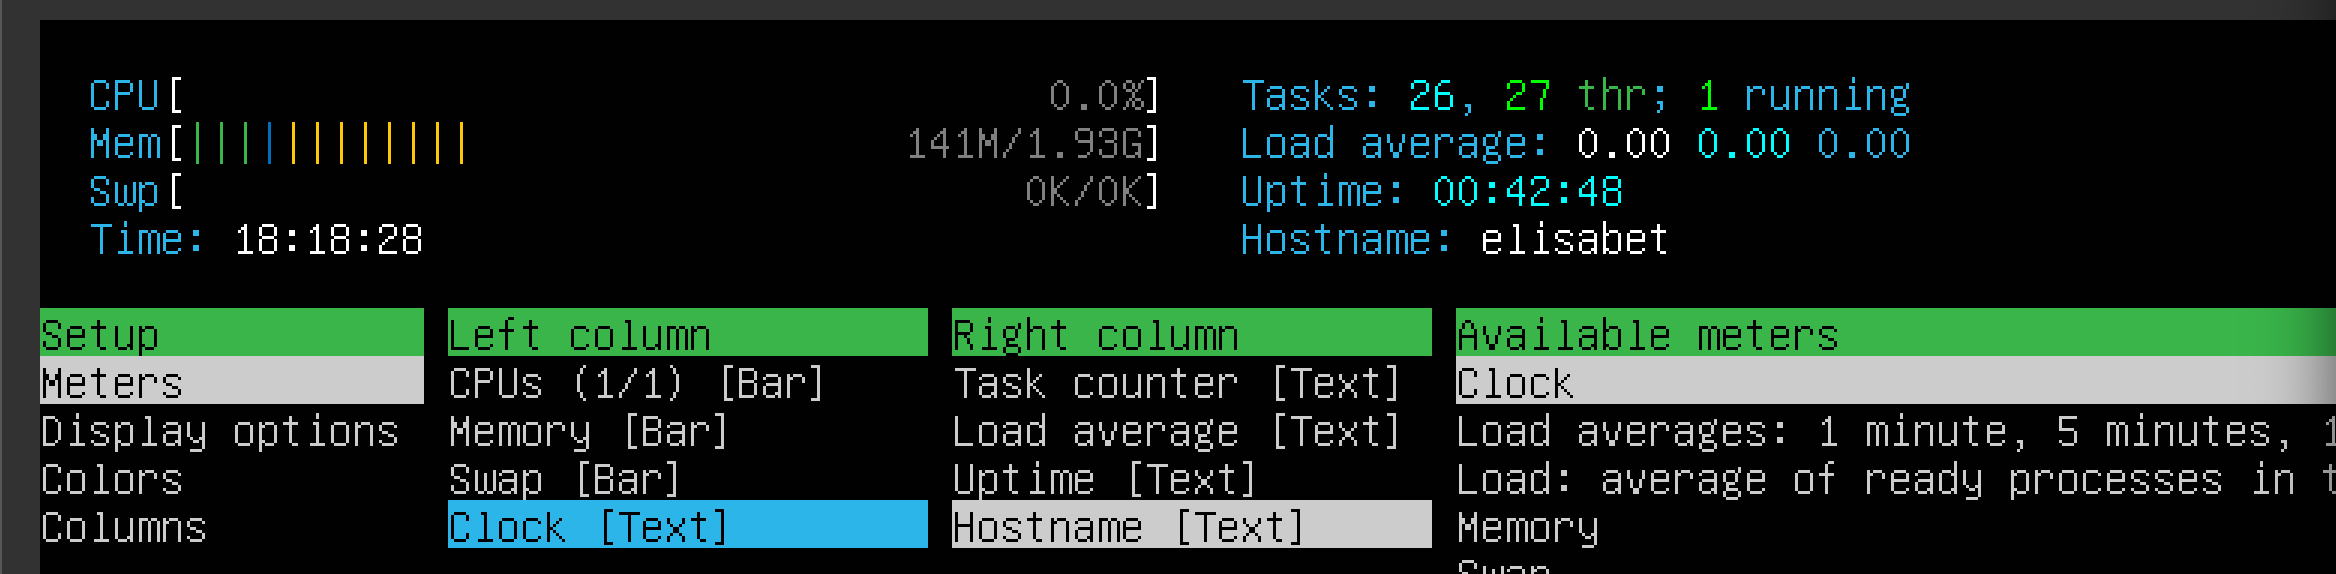 CPU[ 0.0%]
Mem[||||||||||||  141M/1.93G]
Swp[ 0K/0K]
Time: 18:18:28
Tasks: 26, 27 thr; 1 running
Load average: 0.00 0.00 0.00
Uptime: 00:42:48
Hostname: elisabet
Setup
Meters
Display options
Colors
Columns
Left column
CPUs (1/1) [Bar]
Memory [Bar]
Swap [Bar]
Clock [Text]
Right column
Task counter [Text]
Load average [Text]
Uptime [Text]
Hostname [Text]
Available meters
Clock
Load averages: 1 minute, 5 minutes,
Load: average of ready processes in
Memory
Swap